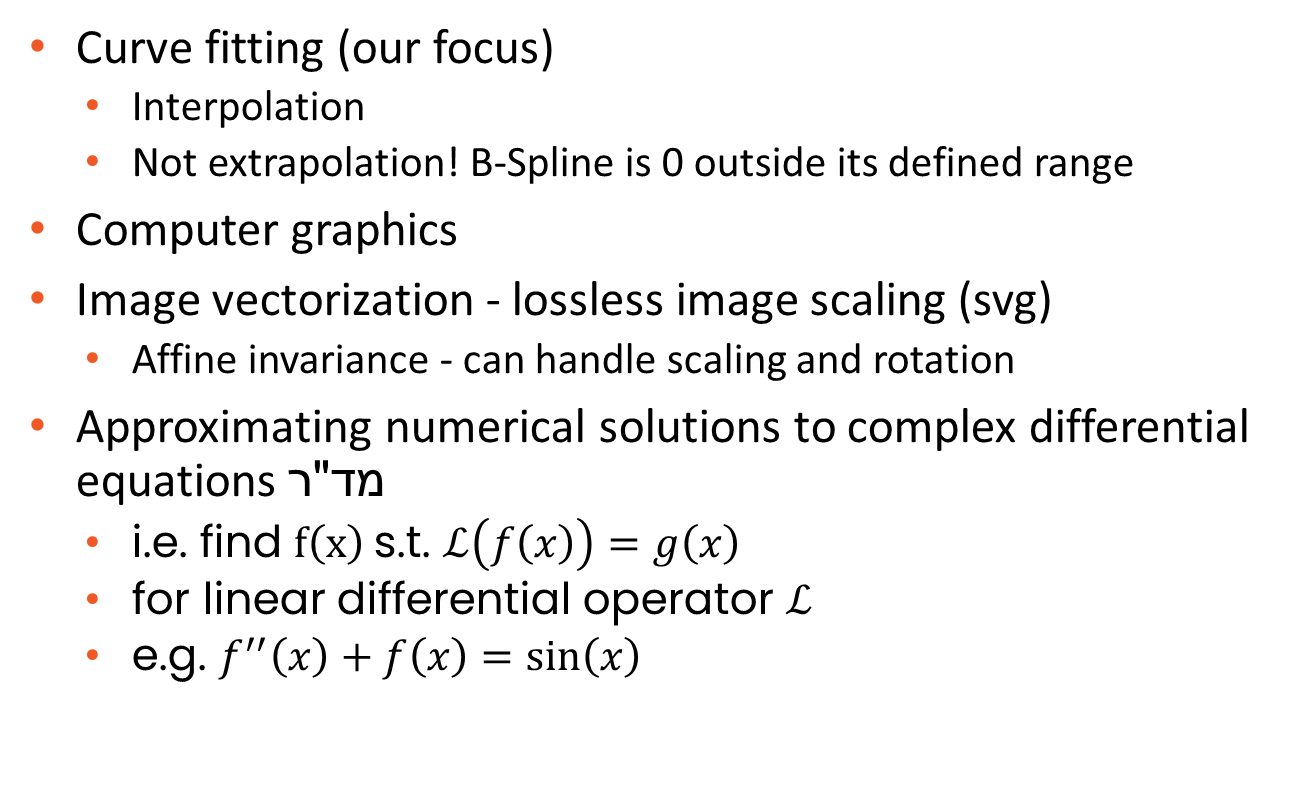 • Curve fitting (our focus)
• Interpolation
• Not extrapolation! B-Spline is 0 outside its defined range
• Computer graphics
• Image vectorization - lossless image scaling (svg)
• Affine invariance - can handle scaling and rotation
• Approximating numerical solutions to complex differential
equations מד"ר
• i.e. find f(x) s.t. ℒ(f(x)) = g(x)
• for linear differential operator ℒ
• e.g. f′′(x) + f(x) = sin(x)